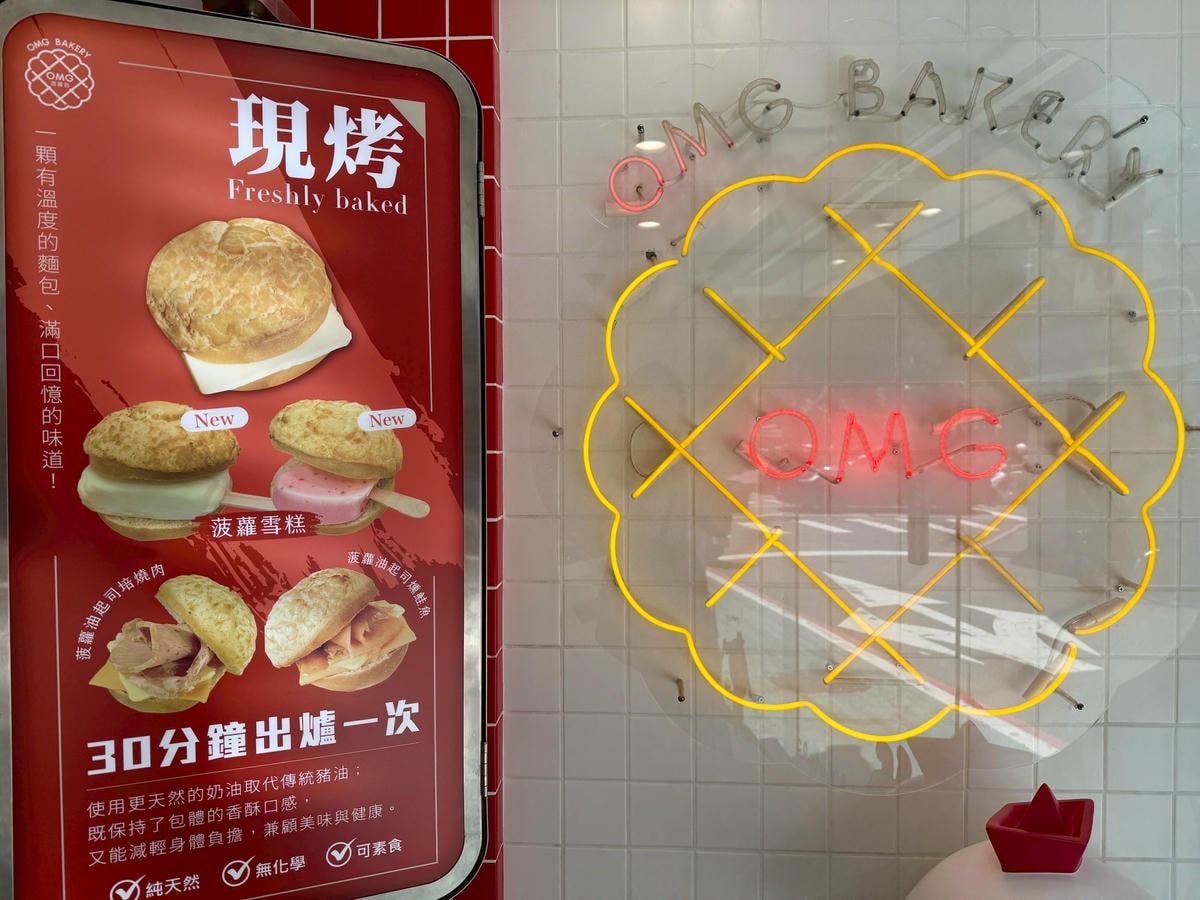 OMG BAKERY
OMG
現烤
Freshly baked
一顆有溫度的麵包、滿口回憶的味道！
New
New
菠蘿雪糕
菠蘿油起司培燒肉
菠蘿油起司燻鮭魚
30分鐘出爐一次
使用更天然的奶油取代傳統豬油；
既保持了包體的香酥口感，
又能減輕身體負擔，兼顧美味與健康。
純天然
無化學
可素食
OMG BAKERY
OMG